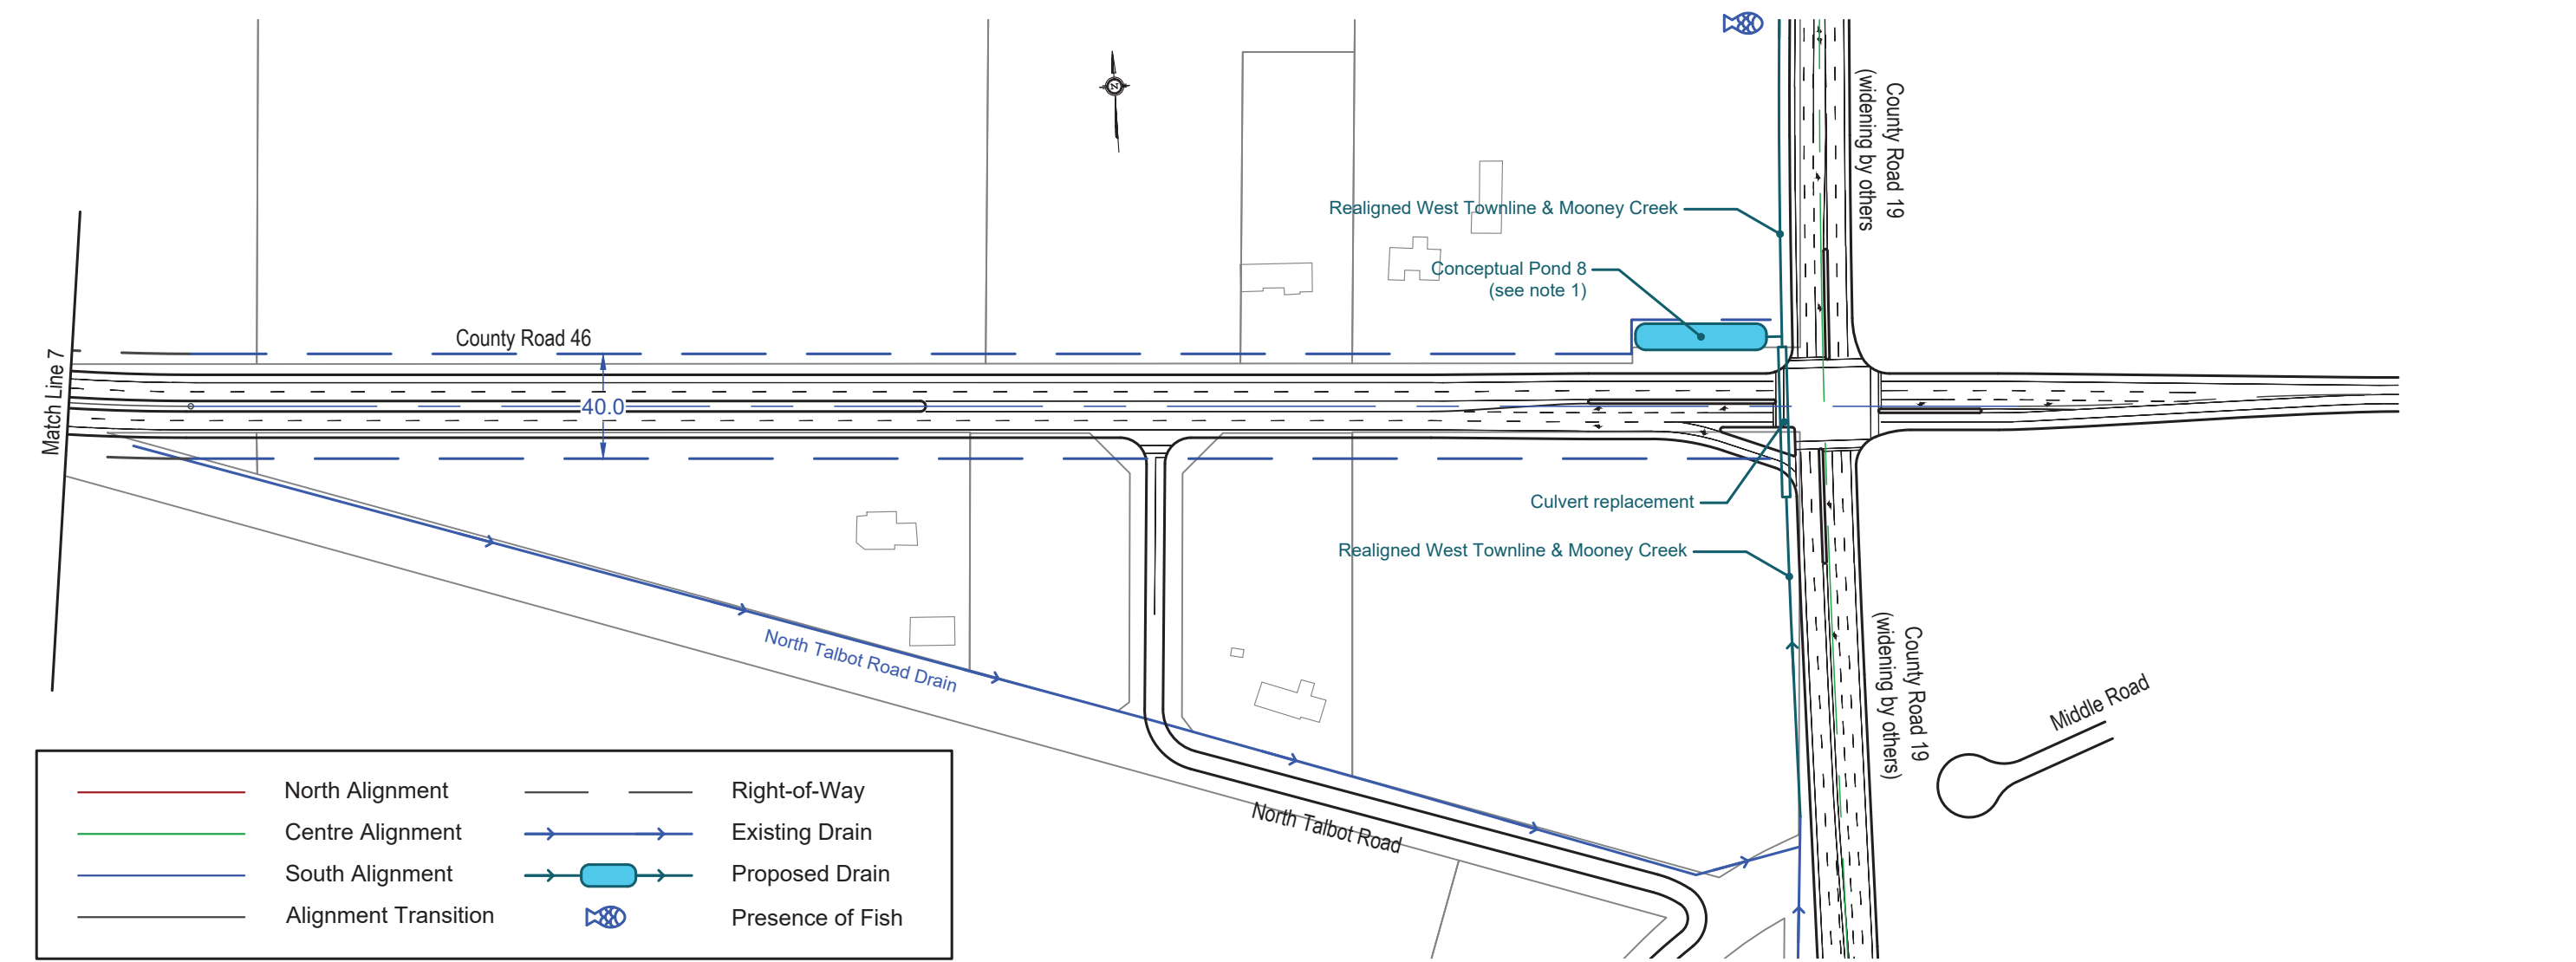 County Road 19
(widening by others
Realigned West Townline & Mooney Creek
Conceptual Pond 8
(see note 1)
County Road 46
Match Line 7
40.0
Culvert replacement
Realigned West Townline & Mooney Creek
North Talbot Road Drain
County Road 19
(widening by others)
Middle Road
North Talbot Road
North Alignment
Centre Alignment
South Alignment
Alignment Transition
Right-of-Way
Existing Drain
Proposed Drain
Presence of Fish
N